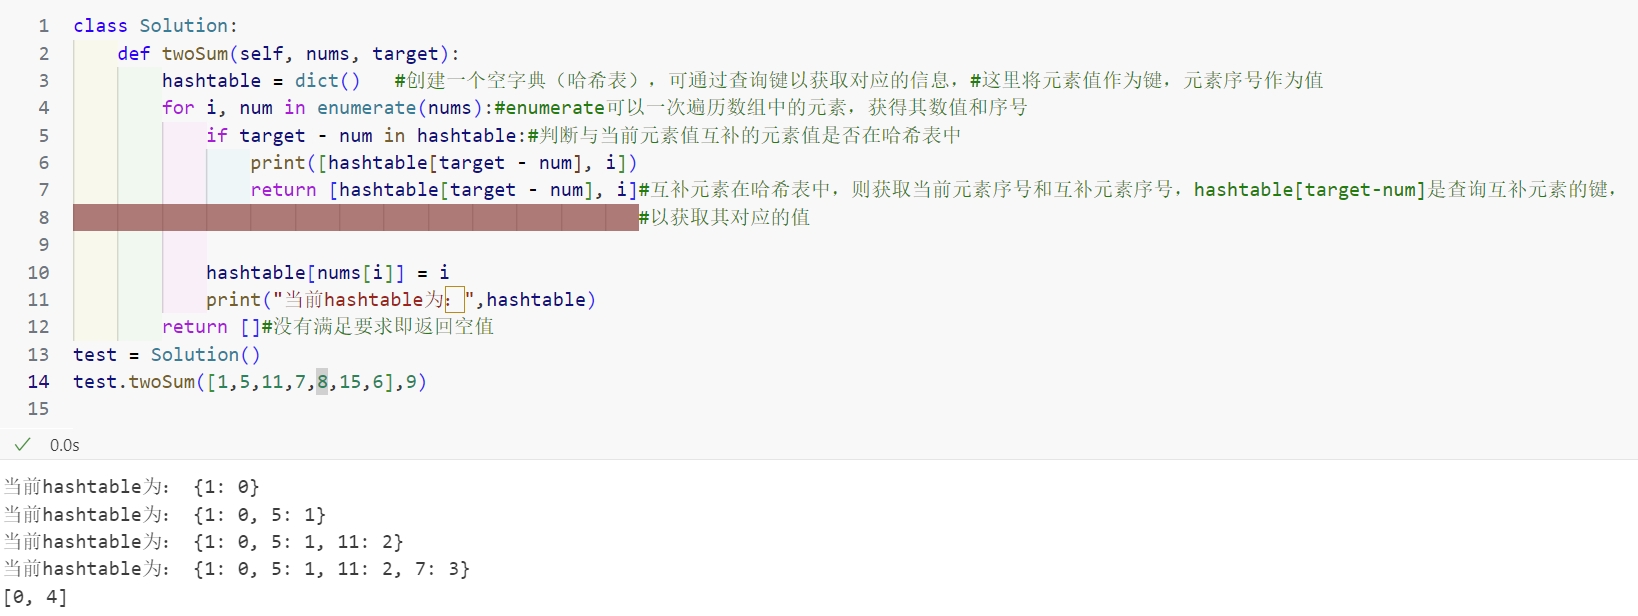 1 class Solution:
2 def twoSum(self, nums, target):
3 hashtable = dict() #创建一个空字典（哈希表），可通过查询键以获取对应的信息，#这里将元素值作为键，元素序号作为值
4 for i, num in enumerate(nums):#enumerate可以一次遍历数组中的元素，获得其数值和序号
5 if target - num in hashtable:#判断与当前元素值互补的元素值是否在哈希表中
6 print([hashtable[target - num], i])
7 return [hashtable[target - num], i]#互补元素在哈希表中，则获取当前元素序号和互补元素序号，hashtable[target-num]是查询互补元素的键，
8 #以获取其对应的值
9
10 hashtable[nums[i]] = i
11 print("当前hashtable为：",hashtable)
12 return []#没有满足要求即返回空值
13 test = Solution()
14 test.twoSum([1,5,11,7,8,15,6],9)
15
0.0s
当前hashtable为： {1: 0}
当前hashtable为： {1: 0, 5: 1}
当前hashtable为： {1: 0, 5: 1, 11: 2}
当前hashtable为： {1: 0, 5: 1, 11: 2, 7: 3}
[0, 4]